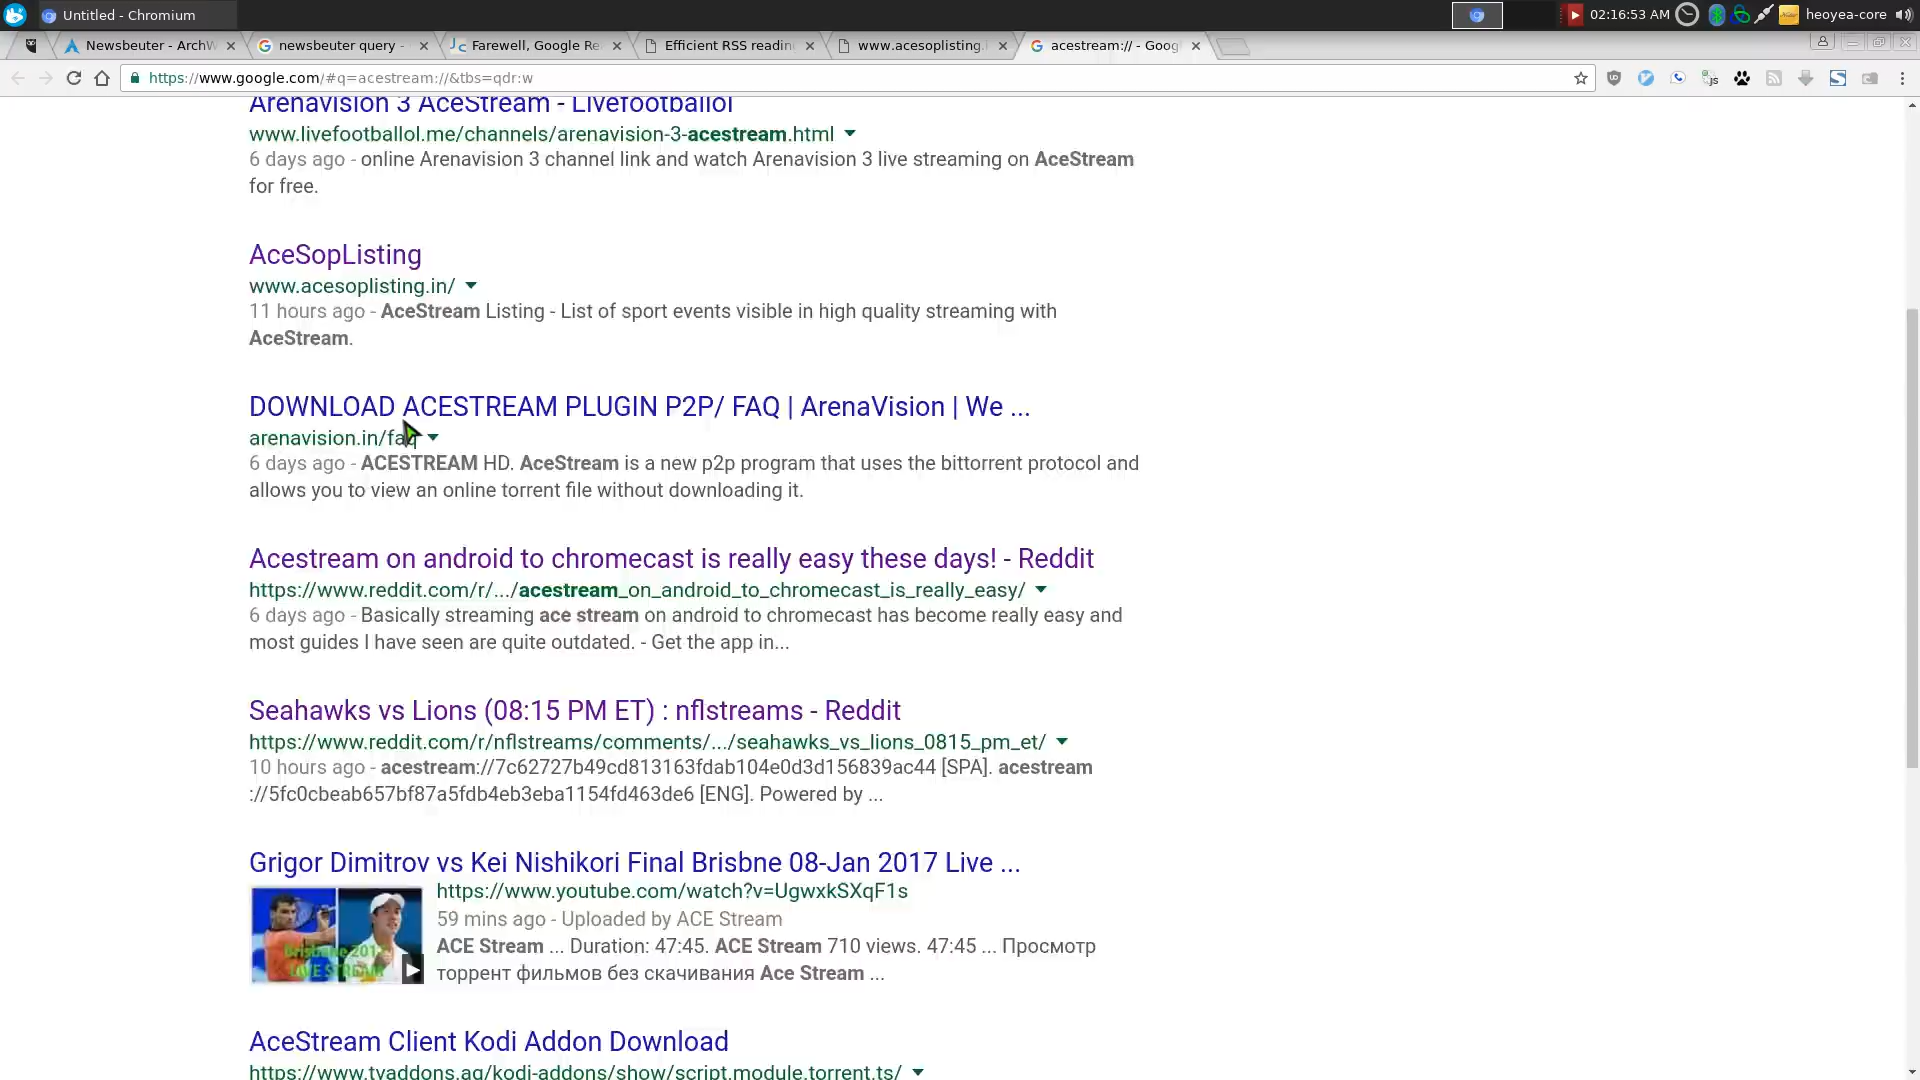 Untitled - Chromium
02:16:53 AM
heoyea-core
Newsbeuter - ArchW
newsbeuter query -
Farewell, Google Re
Efficient RSS readin
www.acesoplisting.i
acestream:// - Goog
https://www.google.com/#q=acestream://&tbs=qdr:w
Arenavision 3 AceStream - Livefootballol
www.livefootballol.me/channels/arenavision-3-acestream.html
6 days ago - online Arenavision 3 channel link and watch Arenavision 3 live streaming on AceStream
for free.
AceSopListing
www.acesoplisting.in/
11 hours ago - AceStream Listing - List of sport events visible in high quality streaming with
AceStream.
DOWNLOAD ACESTREAM PLUGIN P2P/ FAQ | ArenaVision | We ...
arenavision.in/faq
6 days ago - ACESTREAM HD. AceStream is a new p2p program that uses the bittorrent protocol and
allows you to view an online torrent file without downloading it.
Acestream on android to chromecast is really easy these days! - Reddit
https://www.reddit.com/r/.../acestream_on_android_to_chromecast_is_really_easy/
6 days ago - Basically streaming ace stream on android to chromecast has become really easy and
most guides I have seen are quite outdated. - Get the app in...
Seahawks vs Lions (08:15 PM ET) : nflstreams - Reddit
https://www.reddit.com/r/nflstreams/comments/.../seahawks_vs_lions_0815_pm_et/
10 hours ago - acestream://7c62727b49cd813163fdab104e0d3d156839ac44 [SPA]. acestream
://5fc0cbeab657bf87a5fdb4eb3eba1154fd463de6 [ENG]. Powered by ...
Grigor Dimitrov vs Kei Nishikori Final Brisbne 08-Jan 2017 Live ...
https://www.youtube.com/watch?v=UgwxkSXqF1s
59 mins ago - Uploaded by ACE Stream
ACE Stream ... Duration: 47:45. ACE Stream 710 views. 47:45 ... Просмотр
торрент фильмов без скачивания Ace Stream ...
Brisbane 2017
LIVE STREAM
AceStream Client Kodi Addon Download
https://www.tvaddons.ag/kodi-addons/show/script.module.torrent.ts/